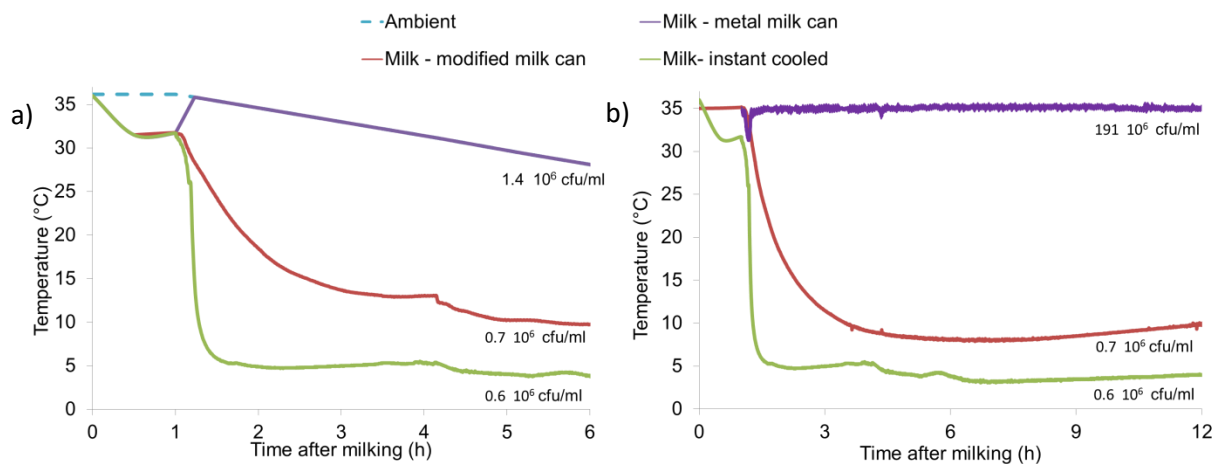 Ambient
Milk - metal milk can
Milk - modified milk can
Milk- instant cooled
a)
Temperature (°C)
35
30
25
20
15
10
5
0
1.4 10⁶ cfu/ml
0.7 10⁶ cfu/ml
0.6 10⁶ cfu/ml
0 1 2 3 4 5 6
Time after milking (h)
b)
Temperature (°C)
35
30
25
20
15
10
5
0
191 10⁶ cfu/ml
0.7 10⁶ cfu/ml
0.6 10⁶ cfu/ml
0 3 6 9 12
Time after milking (h)